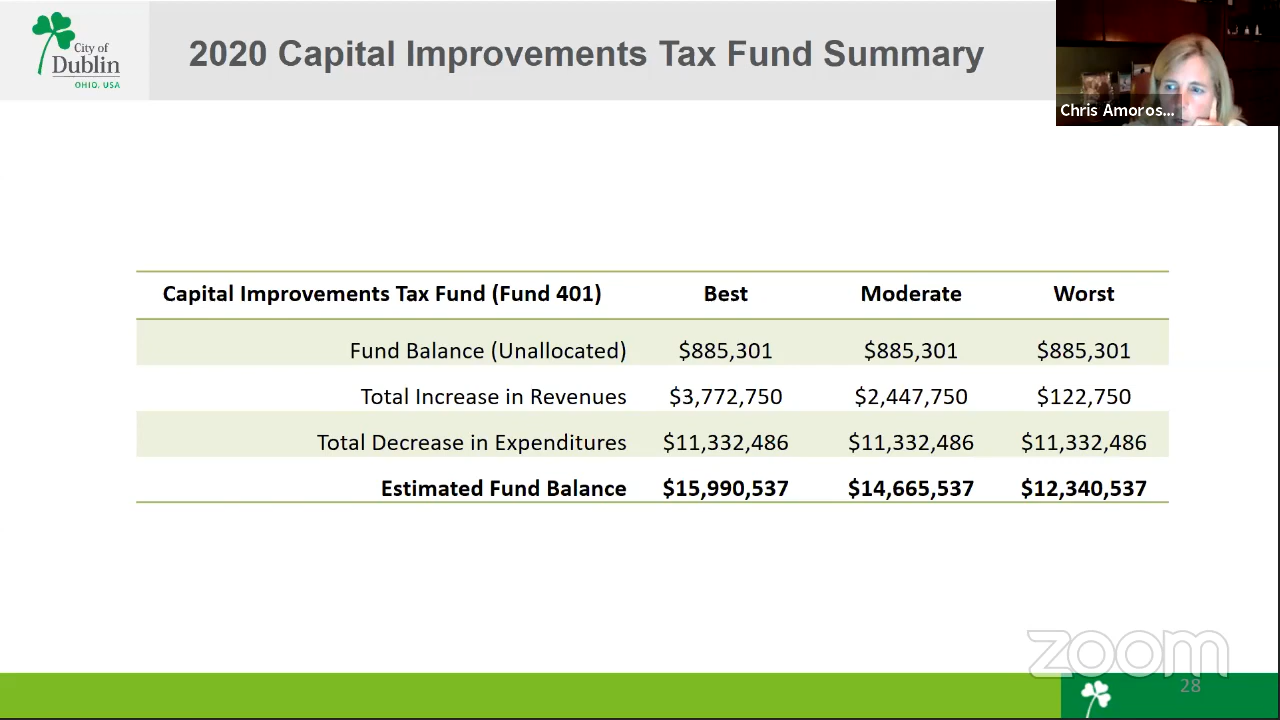 City of
Dublin
OHIO, USA
2020 Capital Improvements Tax Fund Summary
Chris Amoros...
Capital Improvements Tax Fund (Fund 401) Best Moderate Worst
Fund Balance (Unallocated) $885,301 $885,301 $885,301
Total Increase in Revenues $3,772,750 $2,447,750 $122,750
Total Decrease in Expenditures $11,332,486 $11,332,486 $11,332,486
Estimated Fund Balance $15,990,537 $14,665,537 $12,340,537
zoom
28